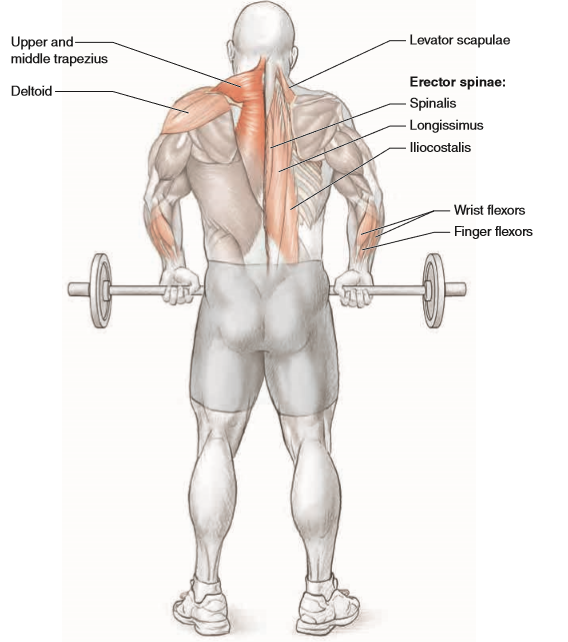 Upper and
middle trapezius
Deltoid
Levator scapulae
Erector spinae:
Spinalis
Longissimus
Iliocostalis
Wrist flexors
Finger flexors